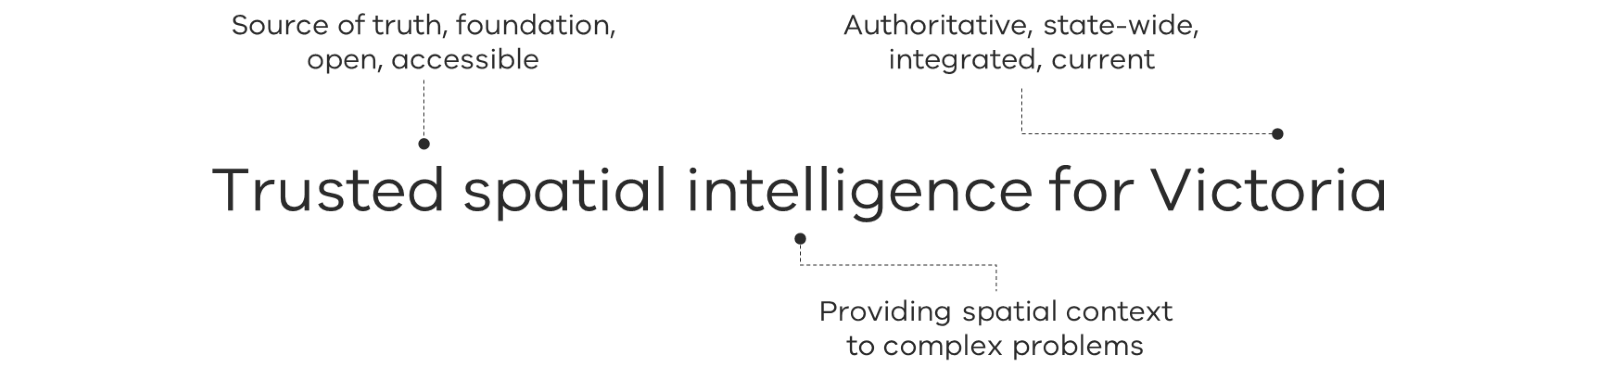 Source of truth, foundation,
open, accessible
Authoritative, state-wide,
integrated, current
Trusted spatial intelligence for Victoria
Providing spatial context
to complex problems